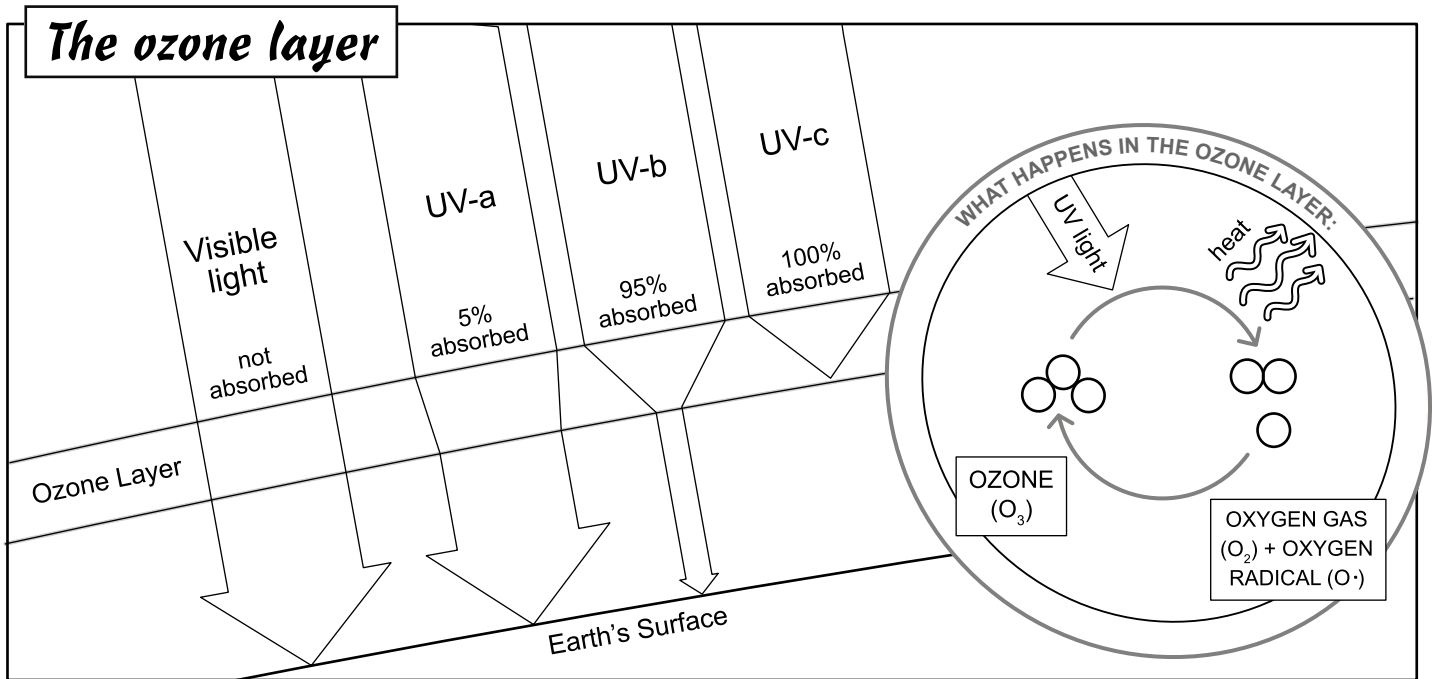 The ozone layer
Visible
light
not
absorbed
UV-a
5%
absorbed
UV-b
95%
absorbed
UV-c
100%
absorbed
Ozone Layer
Earth's Surface
WHAT HAPPENS IN THE OZONE LAYER:
UV light
heat
OZONE
(O₃)
OXYGEN GAS
(O₂) + OXYGEN
RADICAL (O·)